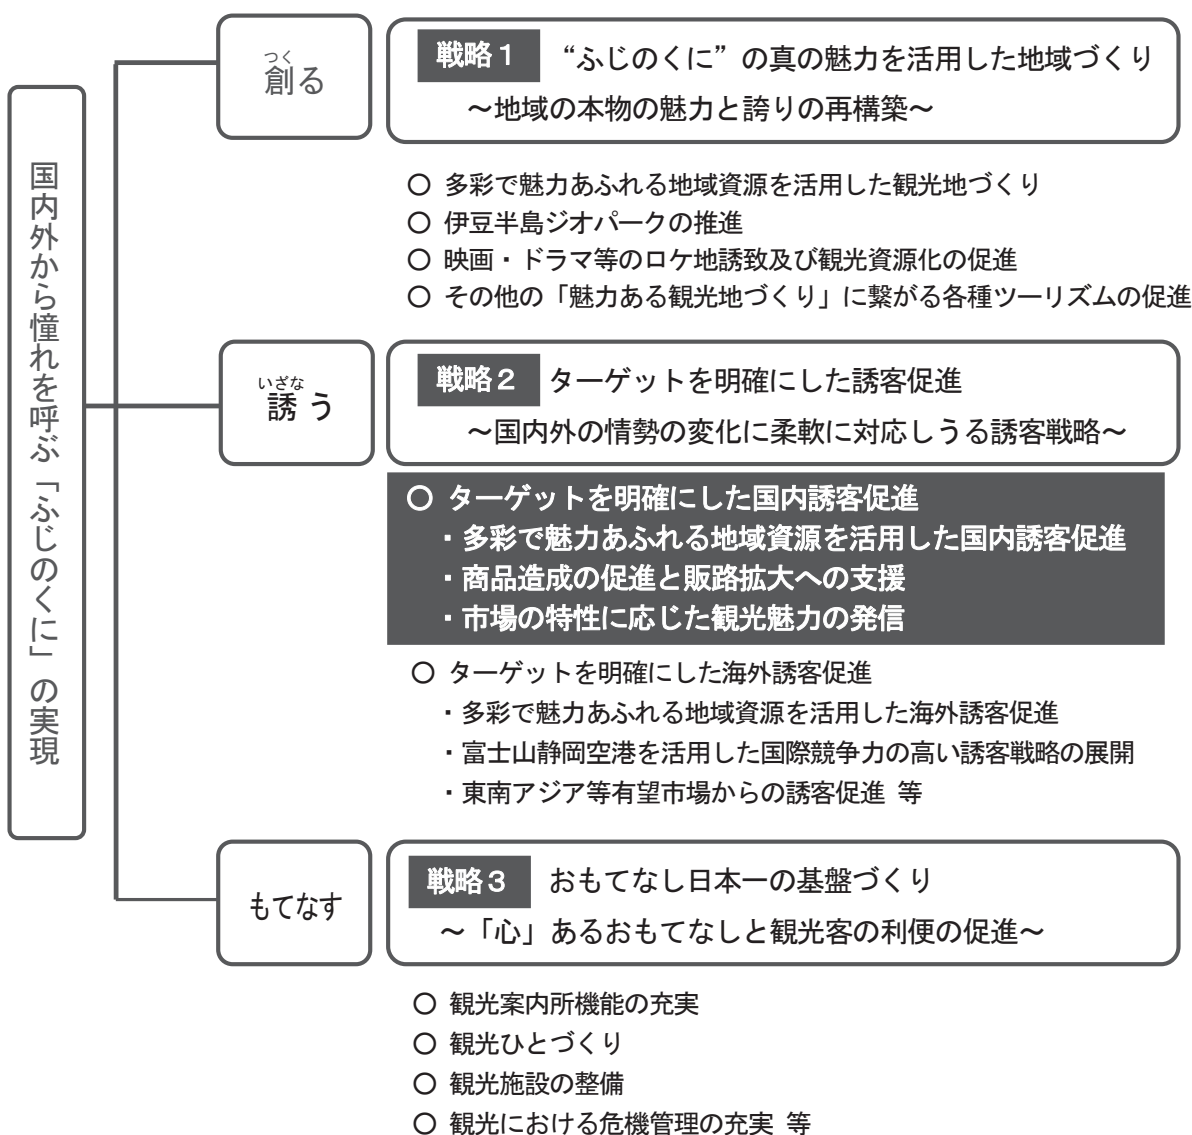 国内外から憧れを呼ぶ「ふじのくに」の実現
つく
創る
戦略1 “ふじのくに”の真の魅力を活用した地域づくり
～地域の本物の魅力と誇りの再構築～
○ 多彩で魅力あふれる地域資源を活用した観光地づくり
○ 伊豆半島ジオパークの推進
○ 映画・ドラマ等のロケ地誘致及び観光資源化の促進
○ その他の「魅力ある観光地づくり」に繋がる各種ツーリズムの促進
いざな
誘う
戦略2 ターゲットを明確にした誘客促進
～国内外の情勢の変化に柔軟に対応しうる誘客戦略～
○ ターゲットを明確にした国内誘客促進
・多彩で魅力あふれる地域資源を活用した国内誘客促進
・商品造成の促進と販路拡大への支援
・市場の特性に応じた観光魅力の発信
○ ターゲットを明確にした海外誘客促進
・多彩で魅力あふれる地域資源を活用した海外誘客促進
・富士山静岡空港を活用した国際競争力の高い誘客戦略の展開
・東南アジア等有望市場からの誘客促進 等
もてなす
戦略3 おもてなし日本一の基盤づくり
～「心」あるおもてなしと観光客の利便の促進～
○ 観光案内所機能の充実
○ 観光ひとづくり
○ 観光施設の整備
○ 観光における危機管理の充実 等